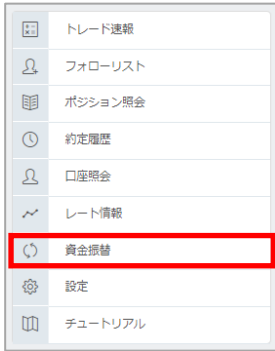 トレード速報
フォローリスト
ポジション照会
約定履歴
口座照会
レート情報
資金振替
設定
チュートリアル